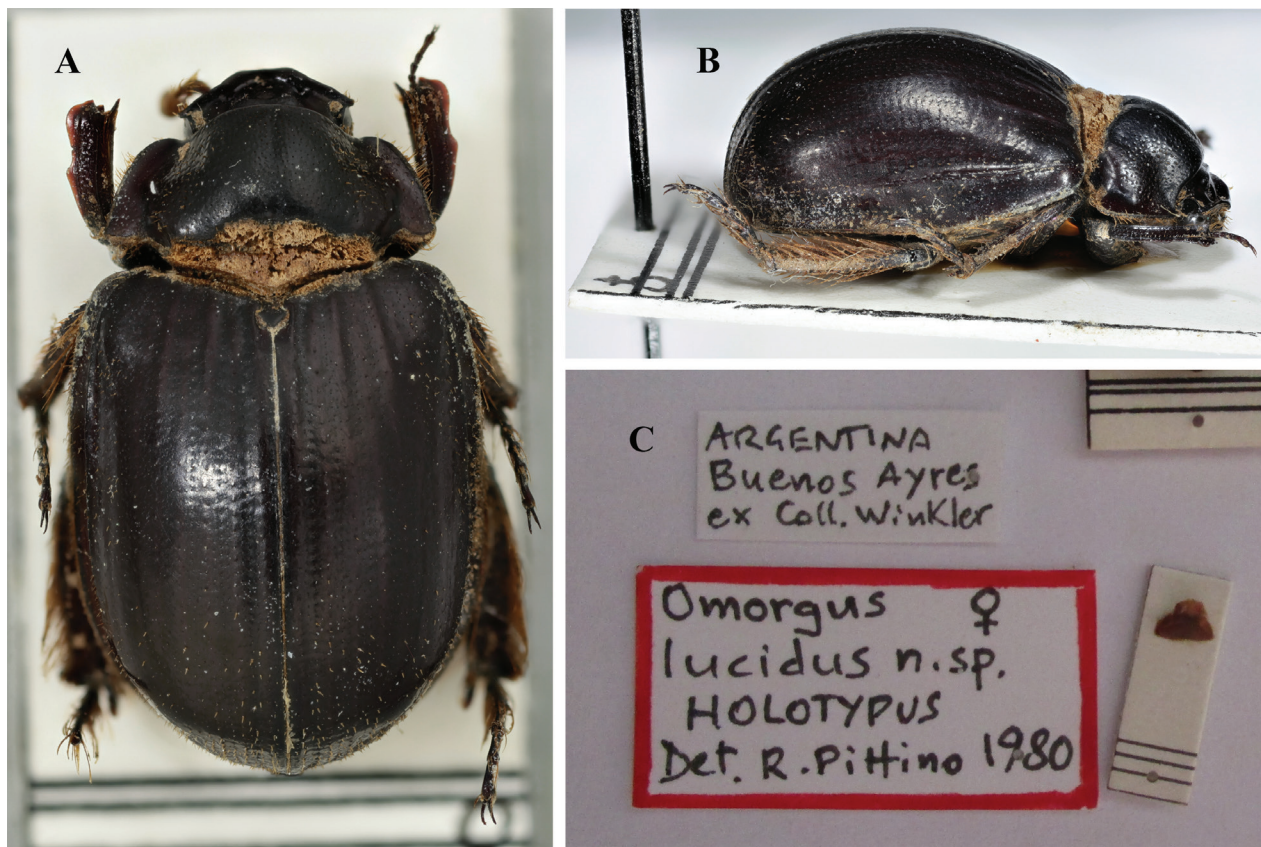 A
B
C
ARGENTINA
Buenos Ayres
ex Coll. Winkler
Omorgus ♀
lucidus n.sp.
HOLOTYPUS
Det. R. Pittino 1980